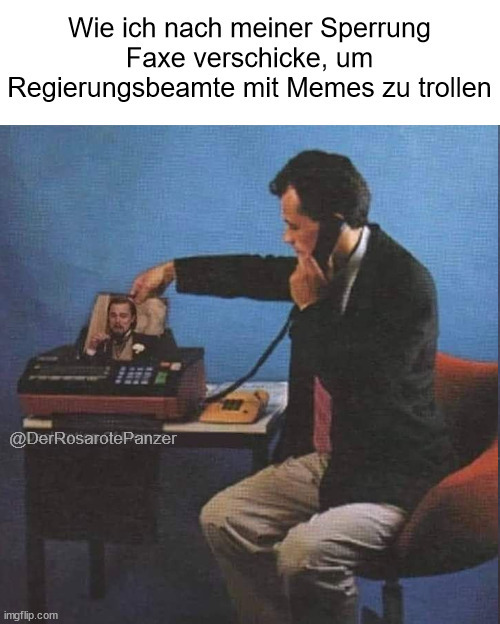 Wie ich nach meiner Sperrung
Faxe verschicke, um
Regierungsbeamte mit Memes zu trollen
@DerRosarotePanzer
imgflip.com